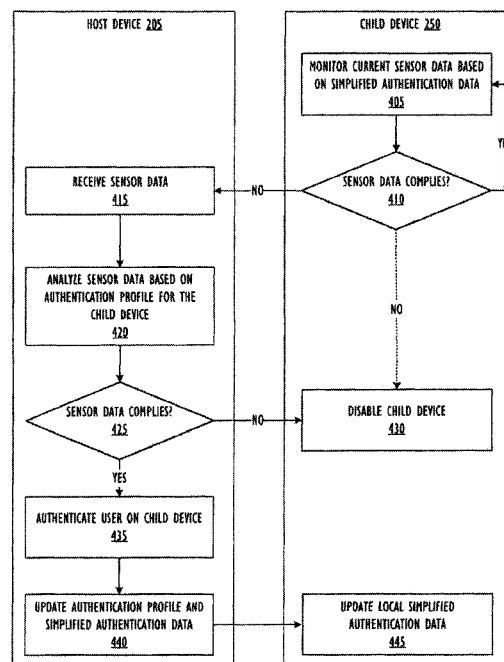 HOST DEVICE 205
CHILD DEVICE 250
MONITOR CURRENT SENSOR DATA BASED
ON SIMPLIFIED AUTHENTICATION DATA
405
SENSOR DATA COMPLIES?
410
NO
NO
RECEIVE SENSOR DATA
415
ANALYZE SENSOR DATA BASED ON
AUTHENTICATION PROFILE FOR THE
CHILD DEVICE
420
SENSOR DATA COMPLIES?
425
NO
DISABLE CHILD DEVICE
430
YES
AUTHENTICATE USER ON CHILD DEVICE
435
UPDATE AUTHENTICATION PROFILE AND
SIMPLIFIED AUTHENTICATION DATA
440
UPDATE LOCAL SIMPLIFIED
AUTHENTICATION DATA
445